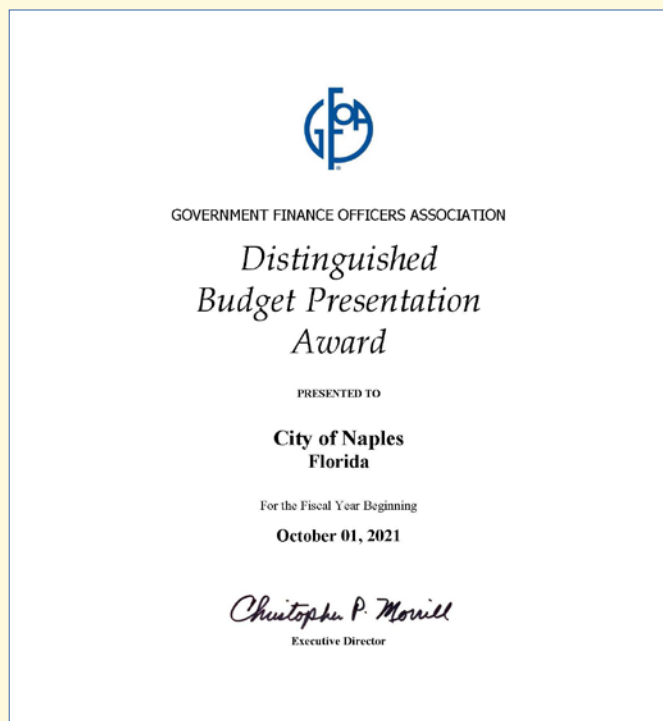 GFOA
GOVERNMENT FINANCE OFFICERS ASSOCIATION
Distinguished
Budget Presentation
Award
PRESENTED TO
City of Naples
Florida
For the Fiscal Year Beginning
October 01, 2021
Christopher P. Morrill
Executive Director